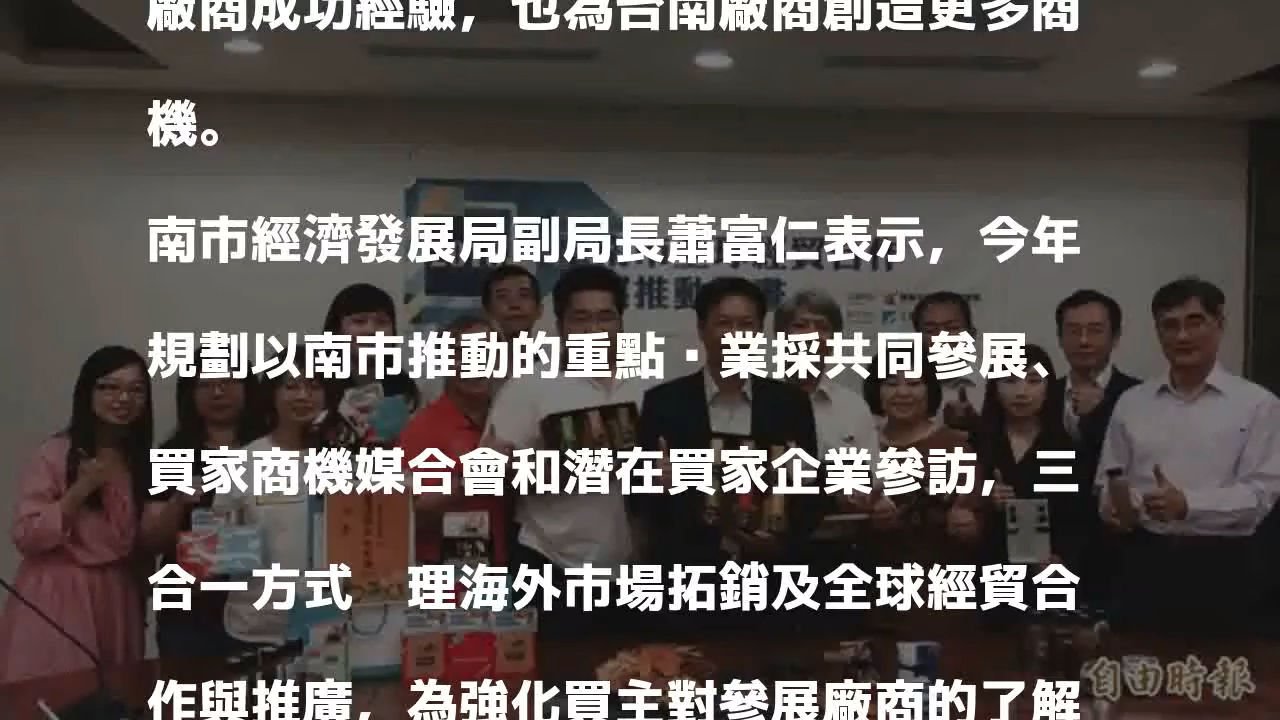 廠商成功經驗，也為台南廠商創造更多商
機。
南市經濟發展局副局長蕭富仁表示，今年
規劃以南市推動的重點▪業採共同參展、
買家商機媒合會和潛在買家企業參訪，三
合一方式　理海外市場拓銷及全球經貿合
作與推廣，為強化買主對參展廠商的了解
自由時報